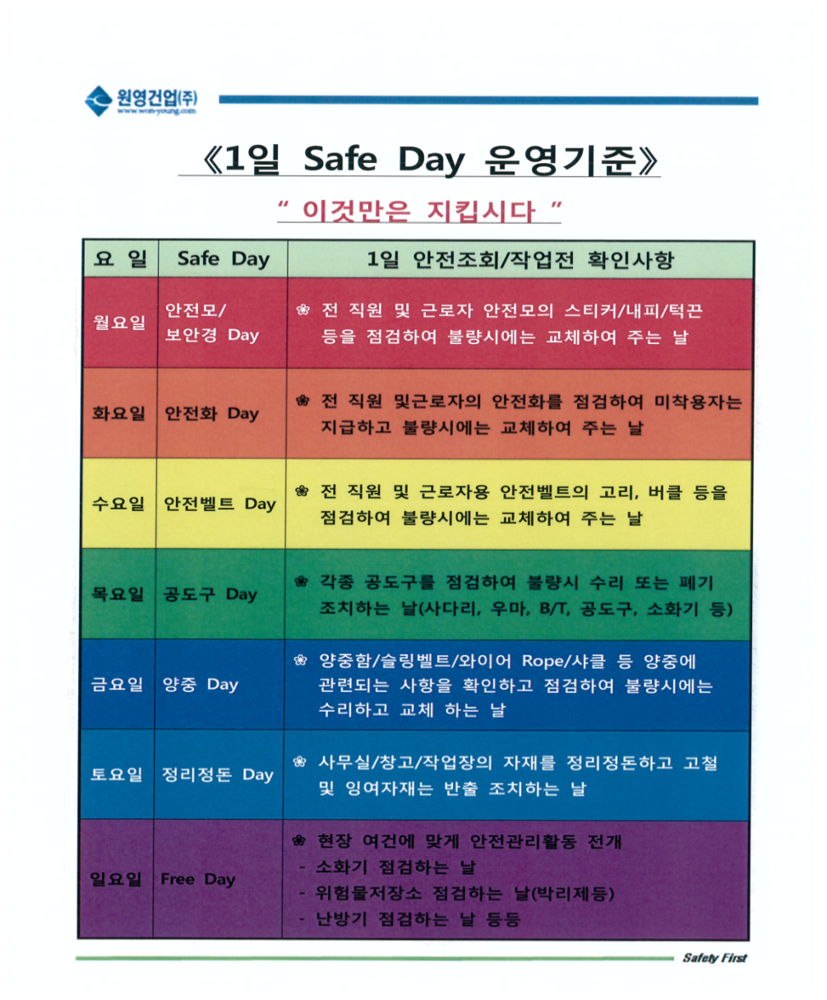 원영건업(주)
www.won-young.com
《1일 Safe Day 운영기준》
“ 이것만은 지킵시다 ”
요 일 Safe Day 1일 안전조회/작업전 확인사항
월요일
안전모/
보안경 Day
❀ 전 직원 및 근로자 안전모의 스티커/내피/턱끈
등을 점검하여 불량시에는 교체하여 주는 날
화요일
안전화 Day
❀ 전 직원 및근로자의 안전화를 점검하여 미착용자는
지급하고 불량시에는 교체하여 주는 날
수요일
안전벨트 Day
❀ 전 직원 및 근로자용 안전벨트의 고리, 버클 등을
점검하여 불량시에는 교체하여 주는 날
목요일
공도구 Day
❀ 각종 공도구를 점검하여 불량시 수리 또는 폐기
조치하는 날(사다리, 우마, B/T, 공도구, 소화기 등)
금요일
양중 Day
❀ 양중함/슬링벨트/와이어 Rope/샤클 등 양중에
관련되는 사항을 확인하고 점검하여 불량시에는
수리하고 교체 하는 날
토요일
정리정돈 Day
❀ 사무실/창고/작업장의 자재를 정리정돈하고 고철
및 잉여자재는 반출 조치하는 날
일요일
Free Day
❀ 현장 여건에 맞게 안전관리활동 전개
- 소화기 점검하는 날
- 위험물저장소 점검하는 날(박리제등)
- 난방기 점검하는 날 등등
Safety First